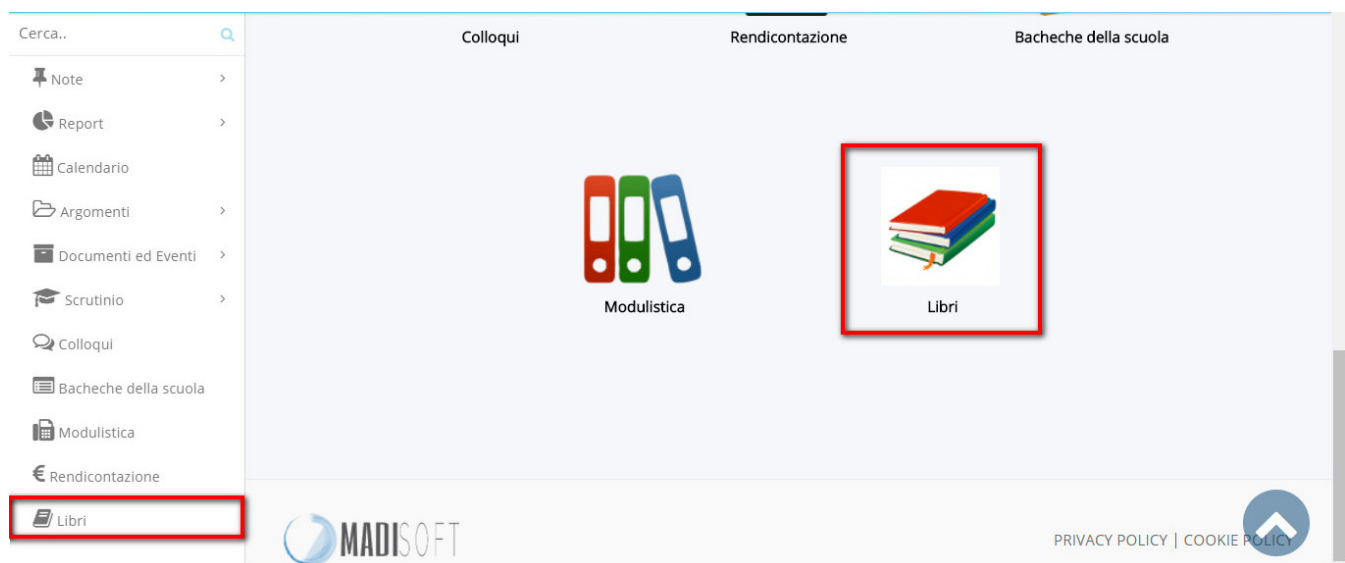 Cerca..
Note
Report
Calendario
Argomenti
Documenti ed Eventi
Scrutinio
Colloqui
Bacheche della scuola
Modulistica
Rendicontazione
Libri
Colloqui
Rendicontazione
Bacheche della scuola
Modulistica
Libri
MADISOFT
PRIVACY POLICY | COOKIE POLICY